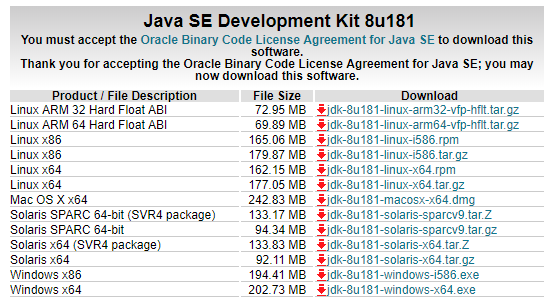 Java SE Development Kit 8u181
You must accept the Oracle Binary Code License Agreement for Java SE to download this
software.
Thank you for accepting the Oracle Binary Code License Agreement for Java SE; you may
now download this software.
Product / File Description File Size Download
Linux ARM 32 Hard Float ABI 72.95 MB jdk-8u181-linux-arm32-vfp-hflt.tar.gz
Linux ARM 64 Hard Float ABI 69.89 MB jdk-8u181-linux-arm64-vfp-hflt.tar.gz
Linux x86 165.06 MB jdk-8u181-linux-i586.rpm
Linux x86 179.87 MB jdk-8u181-linux-i586.tar.gz
Linux x64 162.15 MB jdk-8u181-linux-x64.rpm
Linux x64 177.05 MB jdk-8u181-linux-x64.tar.gz
Mac OS X x64 242.83 MB jdk-8u181-macosx-x64.dmg
Solaris SPARC 64-bit (SVR4 package) 133.17 MB jdk-8u181-solaris-sparcv9.tar.Z
Solaris SPARC 64-bit 94.34 MB jdk-8u181-solaris-sparcv9.tar.gz
Solaris x64 (SVR4 package) 133.83 MB jdk-8u181-solaris-x64.tar.Z
Solaris x64 92.11 MB jdk-8u181-solaris-x64.tar.gz
Windows x86 194.41 MB jdk-8u181-windows-i586.exe
Windows x64 202.73 MB jdk-8u181-windows-x64.exe